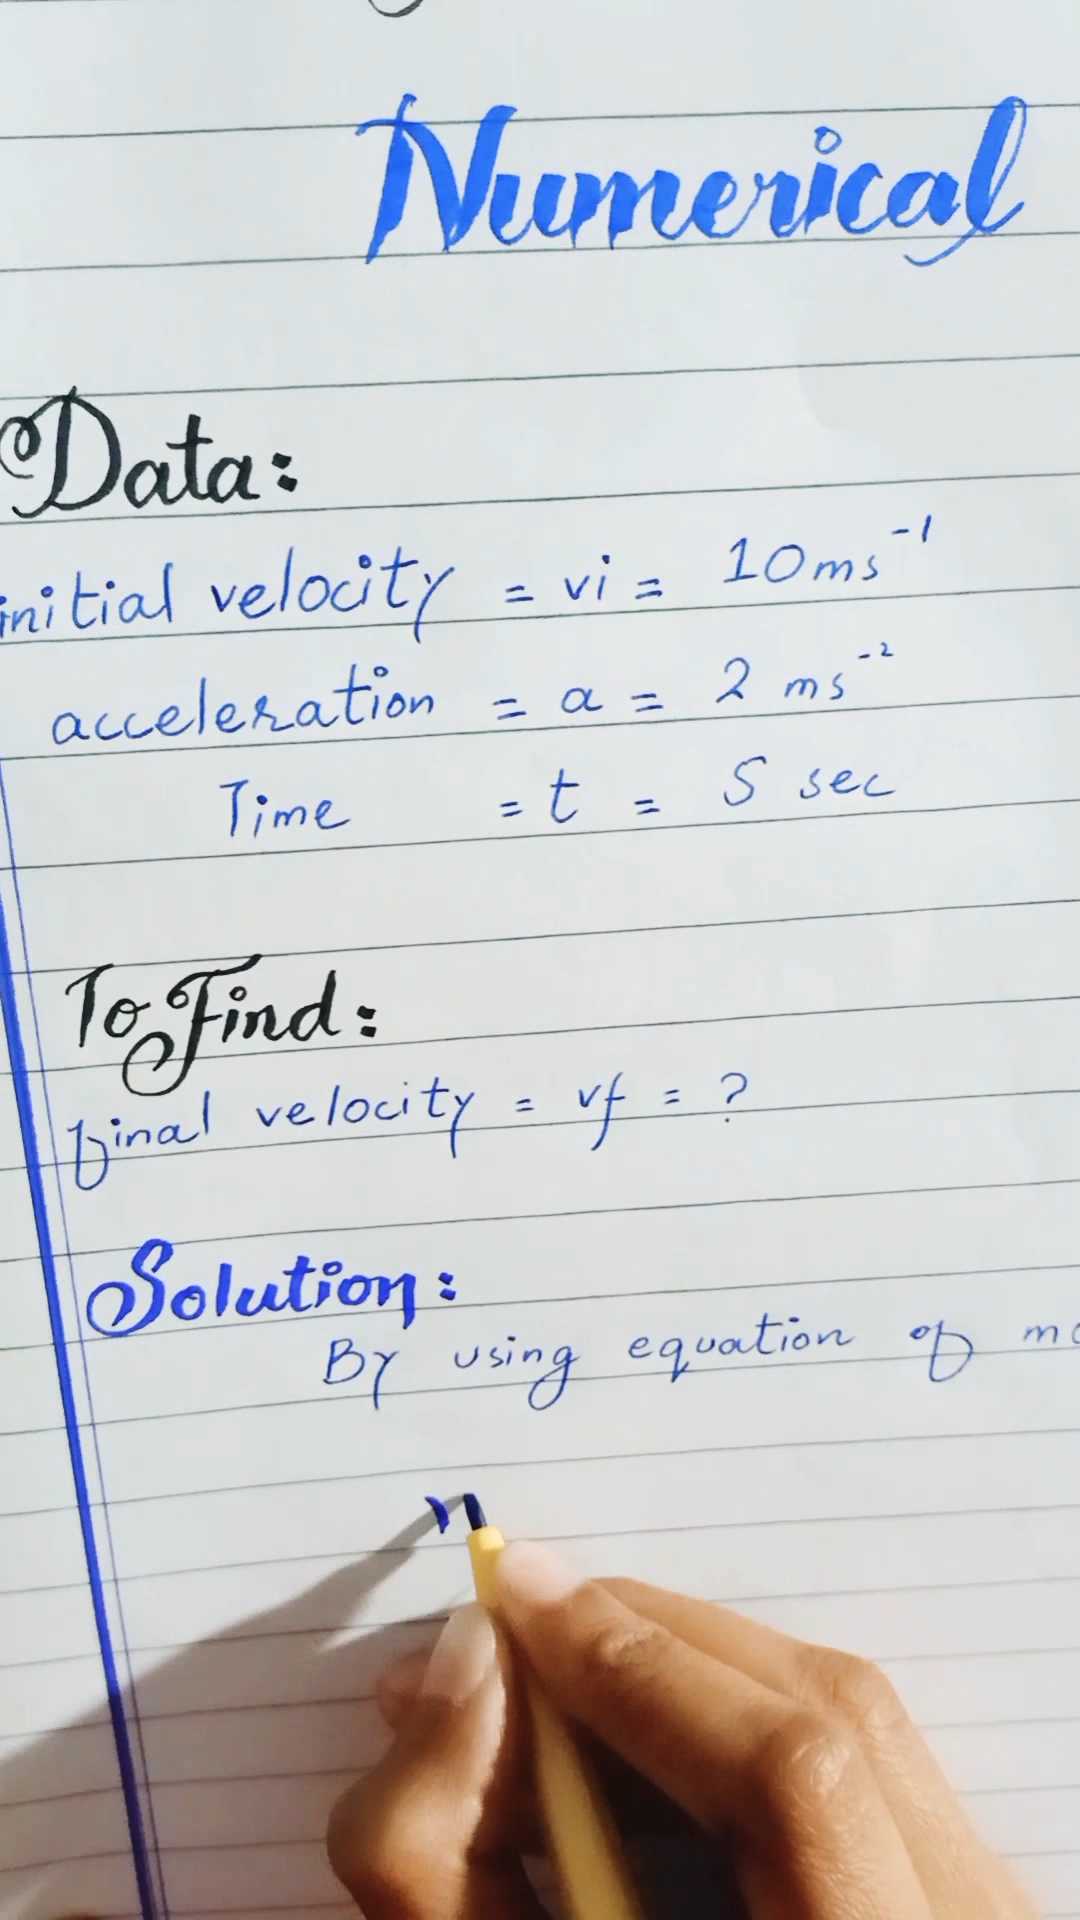 Numerical
Data:
initial velocity = vi = 10ms⁻¹
acceleration = a = 2 ms⁻²
Time = t = 5 sec
To Find:
final velocity = vf = ?
Solution:
By using equation of